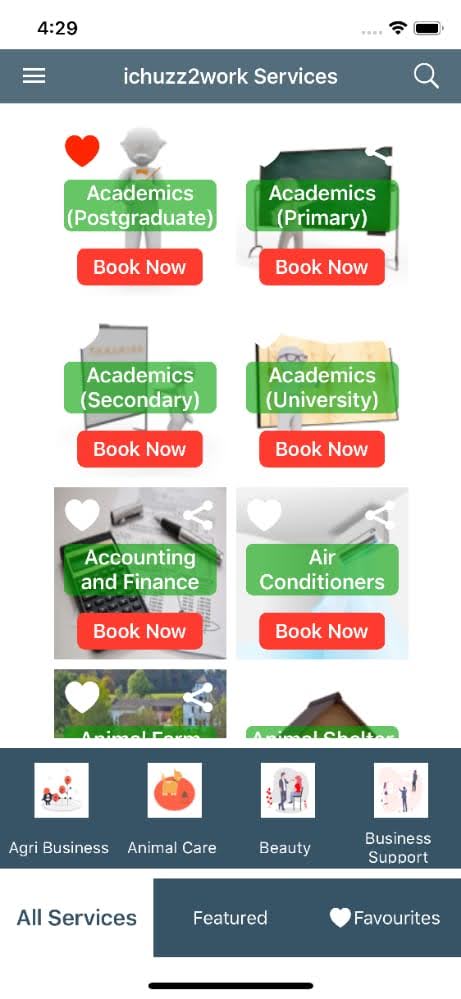 4:29
ichuzz2work Services
Academics
(Postgraduate)
Book Now
Academics
(Primary)
Book Now
Academics
(Secondary)
Book Now
Academics
(University)
Book Now
Accounting
and Finance
Book Now
Air
Conditioners
Book Now
Animal Farm
Animal Shelter
Agri Business
Animal Care
Beauty
Business
Support
All Services
Featured
Favourites